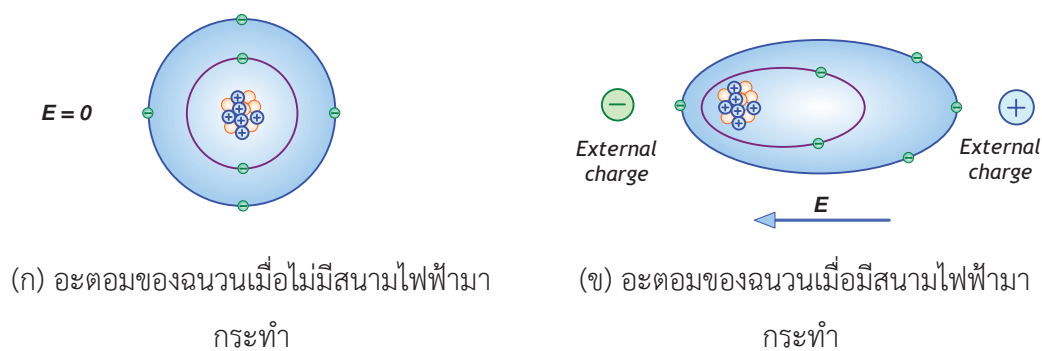 E = 0
−
External
charge
+
External
charge
E
(ก) อะตอมของฉนวนเมื่อไม่มีสนามไฟฟ้ามา
กระทำ
(ข) อะตอมของฉนวนเมื่อมีสนามไฟฟ้ามา
กระทำ